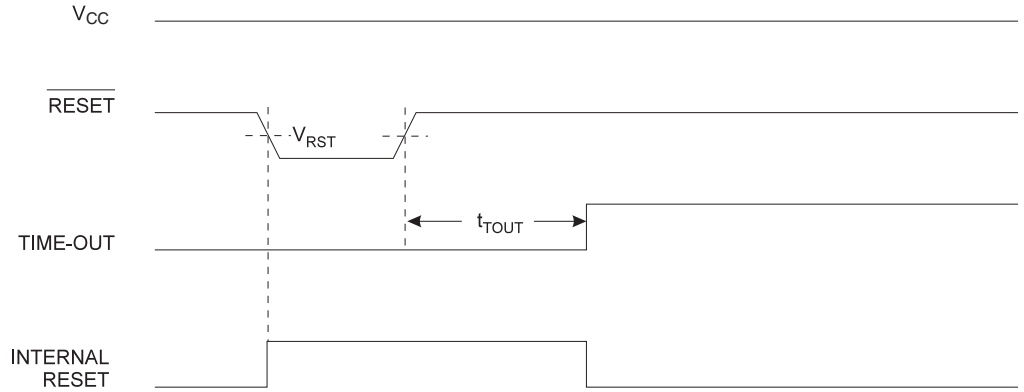 VCC
RESET
VRST
tTOUT
TIME-OUT
INTERNAL
RESET